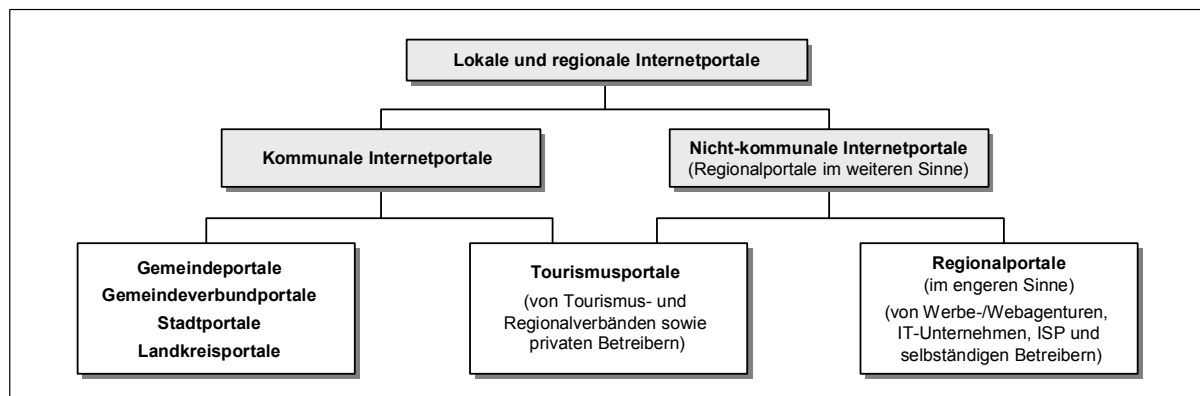 Lokale und regionale Internetportale
Kommunale Internetportale
Nicht-kommunale Internetportale
(Regionalportale im weiteren Sinne)
Gemeindeportale
Gemeindeverbundportale
Stadtportale
Landkreisportale
Tourismusportale
(von Tourismus- und
Regionalverbänden sowie
privaten Betreibern)
Regionalportale
(im engeren Sinne)
(von Werbe-/Webagenturen,
IT-Unternehmen, ISP und
selbständigen Betreibern)